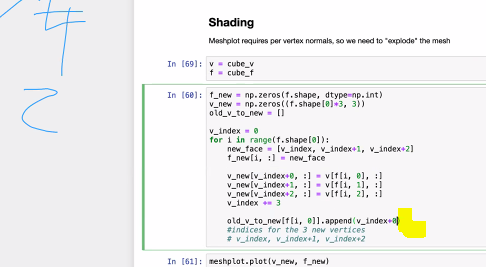 4
2
Shading
Meshplot requires per vertex normals, so we need to "explode" the mesh
In [69]: v = cube_v
f = cube_f
In [60]: f_new = np.zeros(f.shape, dtype=np.int)
v_new = np.zeros((f.shape[0]*3, 3))
old_v_to_new = []
v_index = 0
for i in range(f.shape[0]):
new_face = [v_index, v_index+1, v_index+2]
f_new[i, :] = new_face
v_new[v_index+0, :] = v[f[i, 0], :]
v_new[v_index+1, :] = v[f[i, 1], :]
v_new[v_index+2, :] = v[f[i, 2], :]
v_index += 3
old_v_to_new[f[i, 0]].append(v_index+0)
#indices for the 3 new vertices
# v_index, v_index+1, v_index+2
In [61]: meshplot.plot(v_new, f_new)